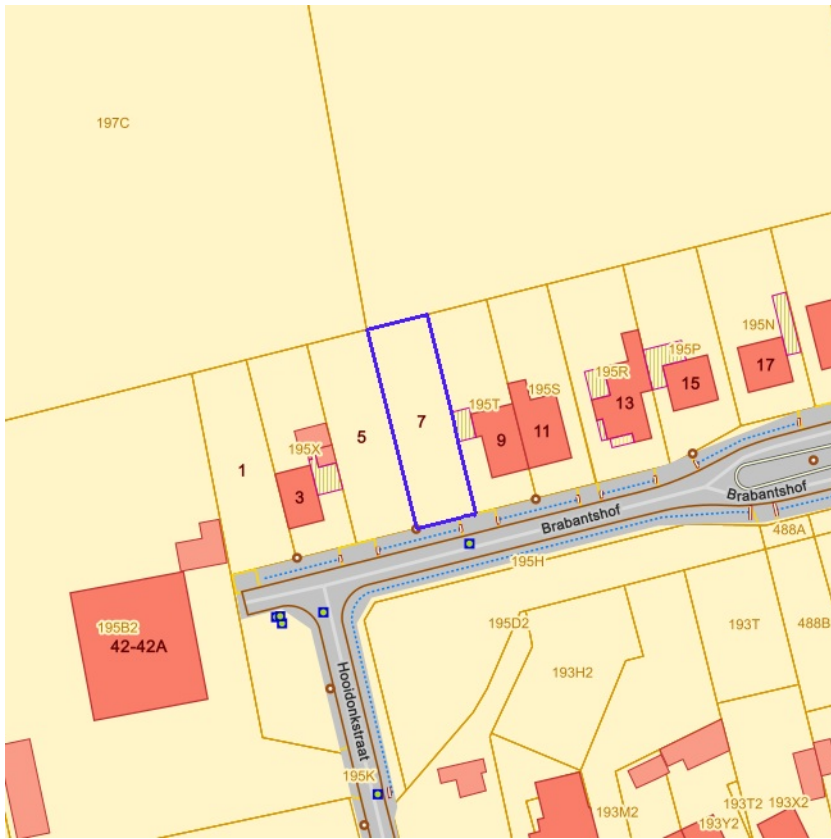 197C
195N
17
195P
15
195R
13
195S
11
195T
9
7
5
195X
3
1
Brabantshof
Brabantshof
488A
195H
195B2
42-42A
Hooidonkstraat
195K
195D2
193H2
193T
488B
193M2
193T2
193X2
193Y2